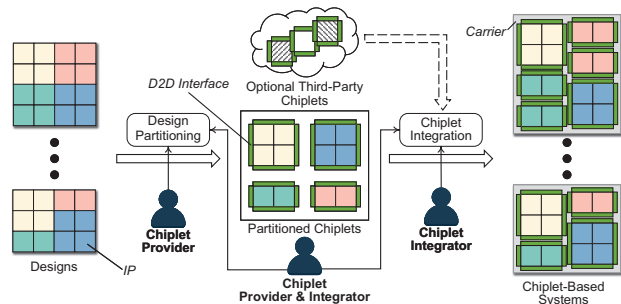 Carrier
Optional Third-Party
Chiplets
D2D Interface
Design
Partitioning
Chiplet
Integration
Partitioned Chiplets
Chiplet
Provider
Chiplet
Integrator
IP
Designs
Chiplet
Provider & Integrator
Chiplet-Based
Systems